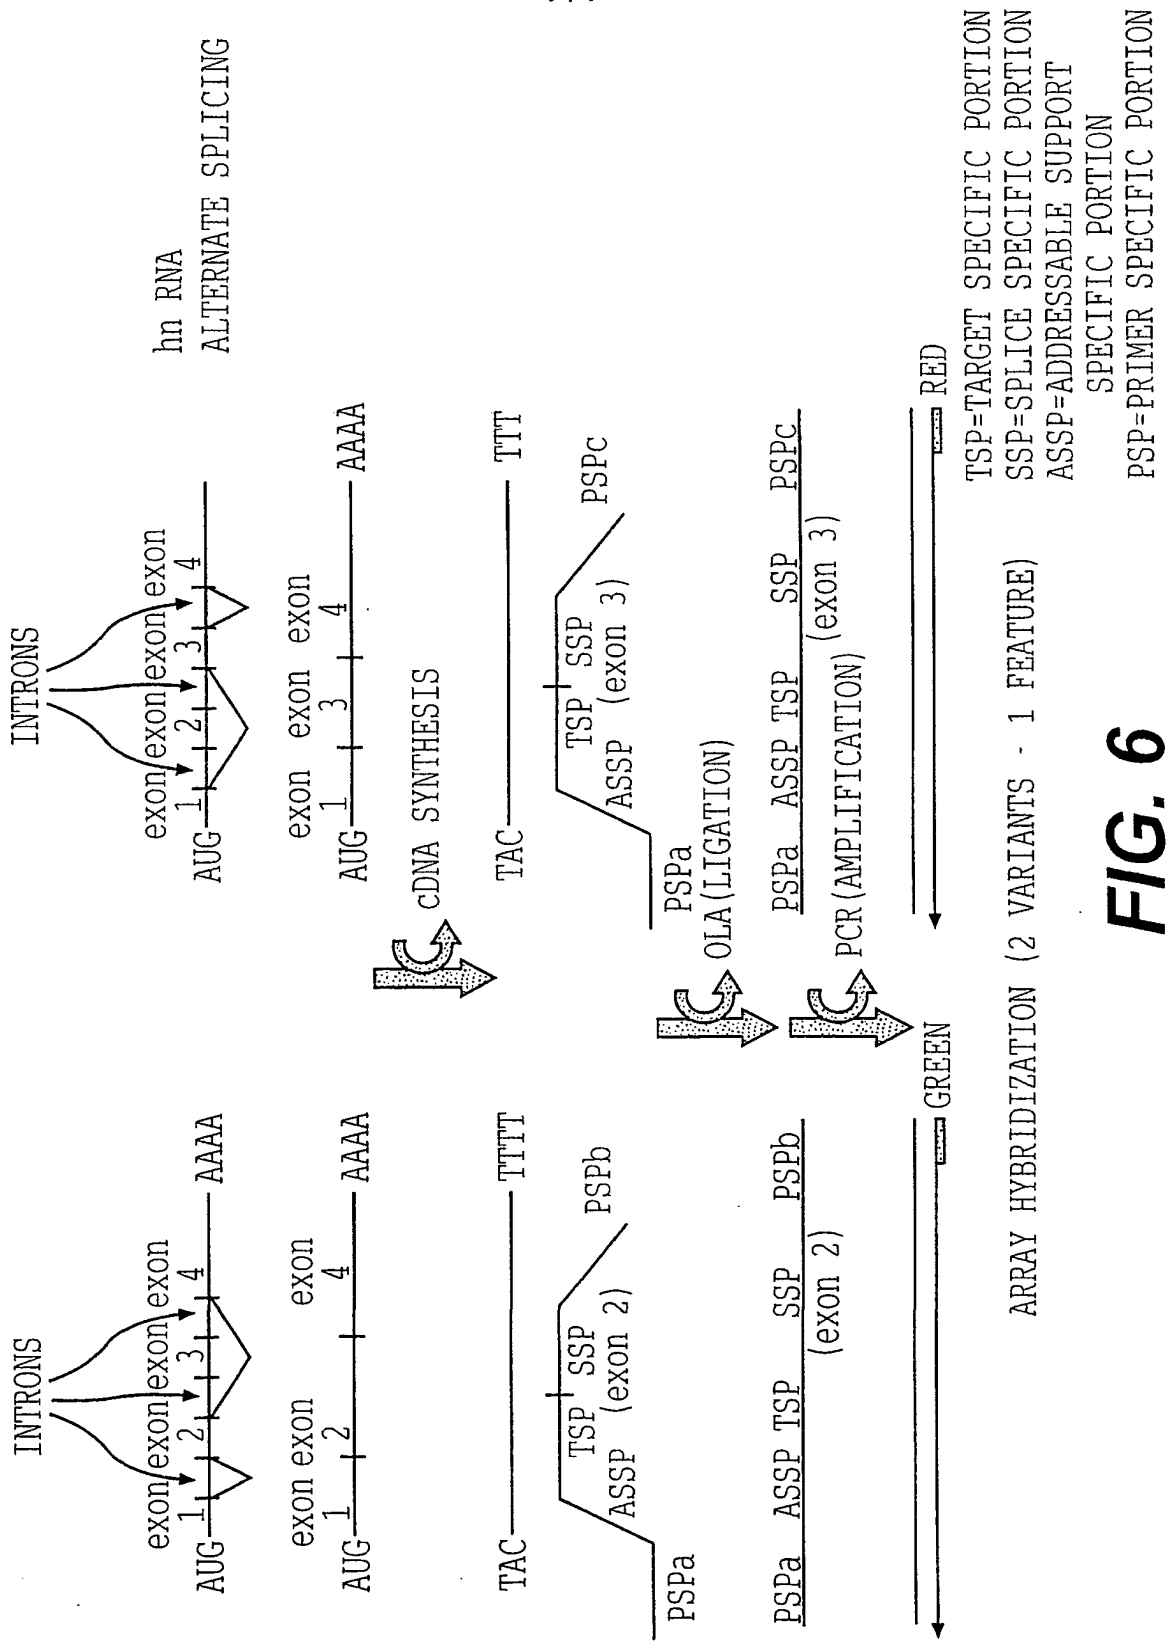 INTRONS
INTRONS
hn RNA
ALTERNATE SPLICING
exon exon exon exon
1 2 3 4
AUG
AAAA
exon exon exon exon
1 2 3 4
AUG
exon exon exon
1 2 4
AUG
AAAA
exon exon exon
1 3 4
AUG
AAAA
cDNA SYNTHESIS
TAC
TTTT
TAC
TTT
TSP SSP
ASSP (exon 2)
PSPa
PSPb
TSP SSP
ASSP (exon 3)
PSPa
PSPc
OLA(LIGATION)
PSPa ASSP TSP SSP PSPb
(exon 2)
PSPa ASSP TSP SSP PSPc
(exon 3)
PCR(AMPLIFICATION)
GREEN
RED
ARRAY HYBRIDIZATION (2 VARIANTS - 1 FEATURE)
TSP=TARGET SPECIFIC PORTION
SSP=SPLICE SPECIFIC PORTION
ASSP=ADDRESSABLE SUPPORT
SPECIFIC PORTION
PSP=PRIMER SPECIFIC PORTION
FIG. 6